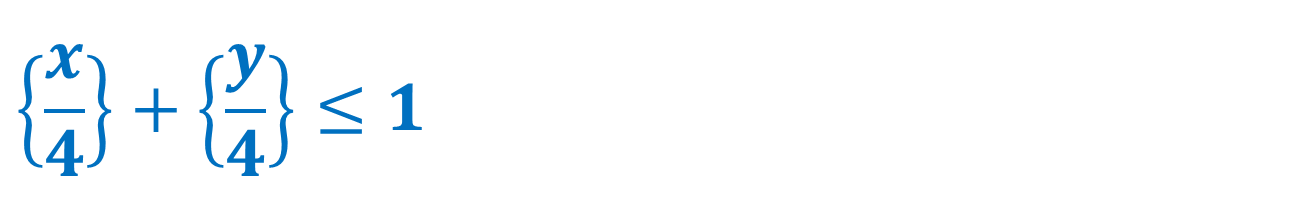 {x/4} + {y/4} ≤ 1